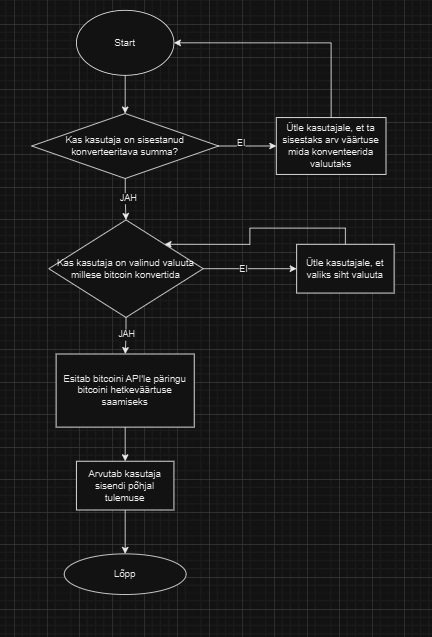 Start
Kas kasutaja on sisestanud
konverteeritava summa?
EI
Ütle kasutajale, et ta
sisestaks arv väärtuse
mida konventeerida
valuutaks
JAH
Kas kasutaja on valinud valuuta
millese bitcoin konvertida
EI
Ütle kasutajale, et
valiks siht valuuta
JAH
Esitab bitcoini API'le päringu
bitcoini hetkeväärtuse
saamiseks
Arvutab kasutaja
sisendi põhjal
tulemuse
Lõpp